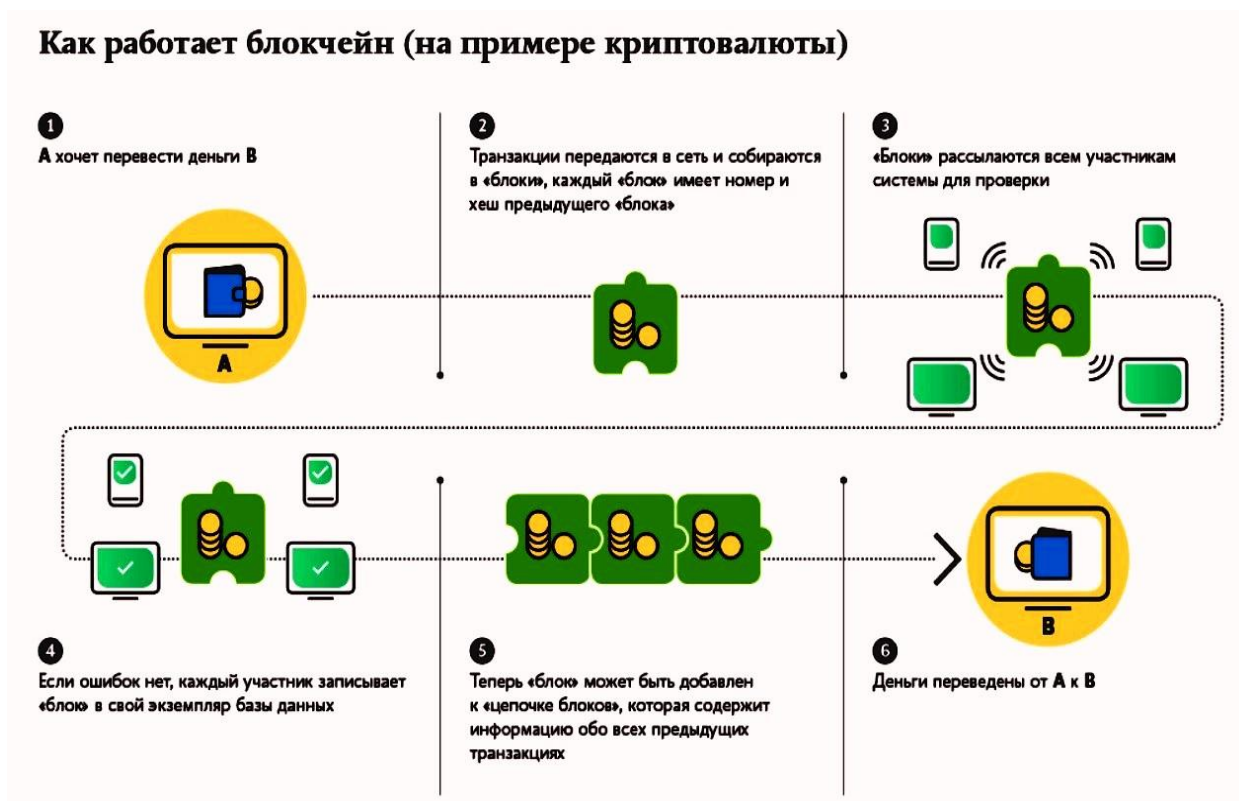 Как работает блокчейн (на примере криптовалюты)
1
А хочет перевести деньги В
2
Транзакции передаются в сеть и собираются
в «блоки», каждый «блок» имеет номер и
хеш предыдущего «блока»
3
«Блоки» рассылаются всем участникам
системы для проверки
А
4
Если ошибок нет, каждый участник записывает
«блок» в свой экземпляр базы данных
5
Теперь «блок» может быть добавлен
к «цепочке блоков», которая содержит
информацию обо всех предыдущих
транзакциях
В
6
Деньги переведены от А к В